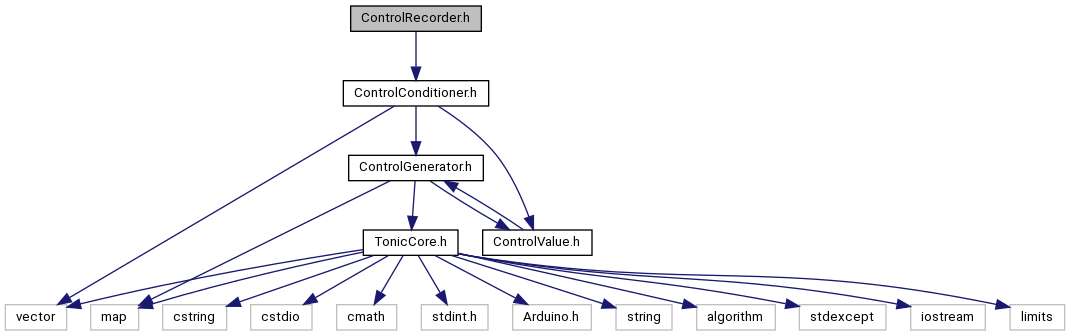 ControlRecorder.h
ControlConditioner.h
ControlGenerator.h
TonicCore.h
ControlValue.h
vector
map
cstring
cstdio
cmath
stdint.h
Arduino.h
string
algorithm
stdexcept
iostream
limits